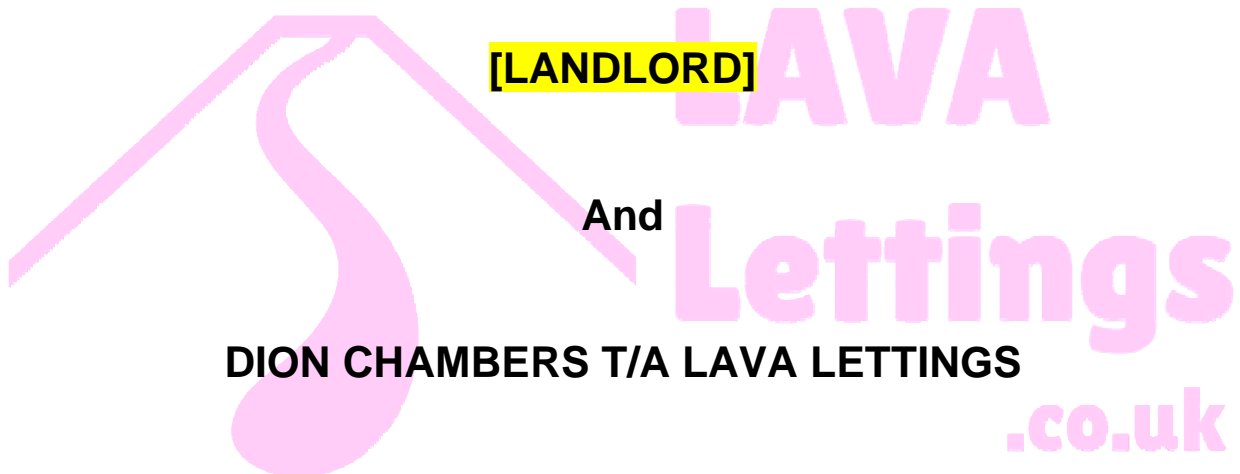 [LANDLORD]
LAVA
And
Lettings
DION CHAMBERS T/A LAVA LETTINGS
.co.uk